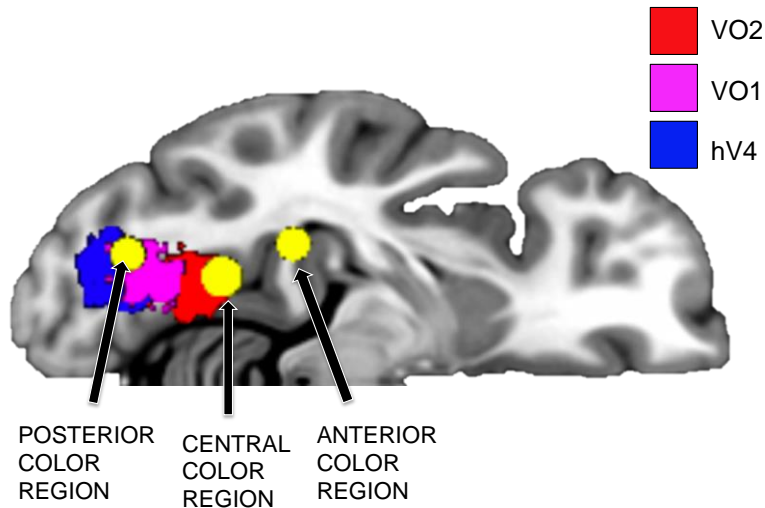 VO2
VO1
hV4
POSTERIOR
COLOR
REGION
CENTRAL
COLOR
REGION
ANTERIOR
COLOR
REGION